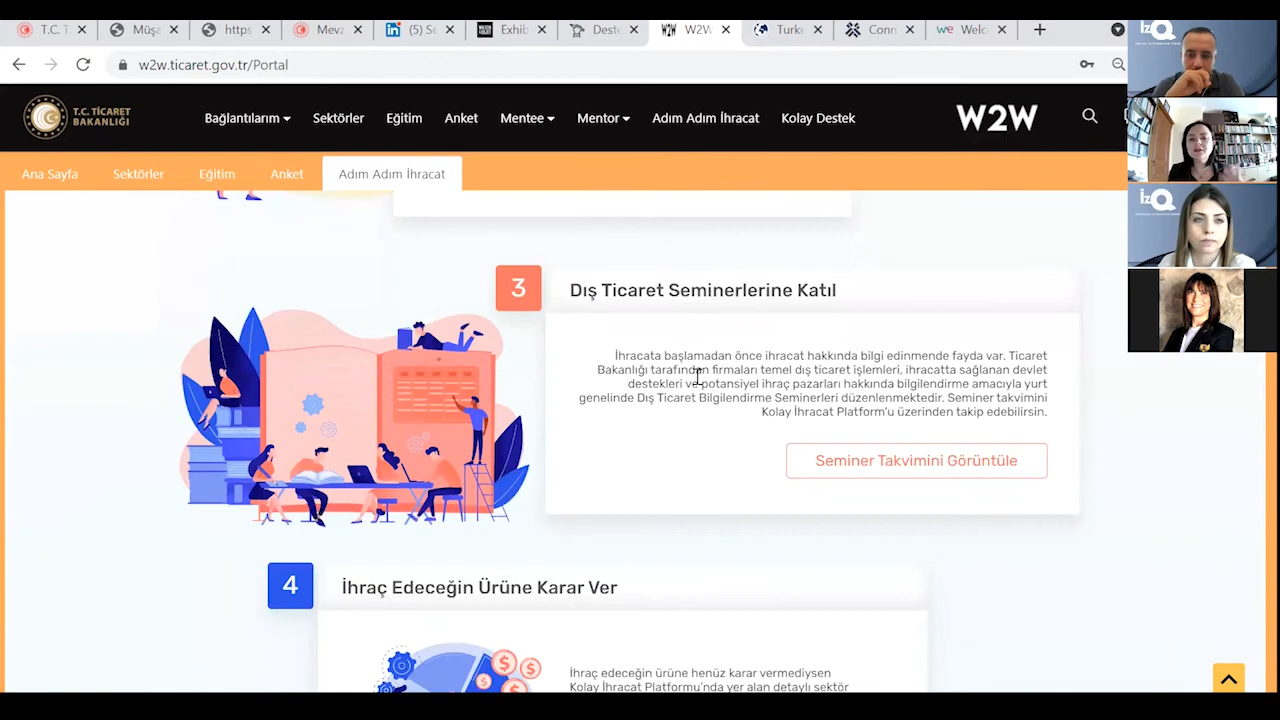 T.C. T
Müşa
https
Mevz
(5) Se
Exhib
Deste
W2W
Turke
Conn
we Welc
w2w.ticaret.gov.tr/Portal
T.C. TİCARET
BAKANLIĞI
Bağlantılarım Sektörler Eğitim Anket Mentee Mentor Adım Adım İhracat Kolay Destek
W2W
Ana Sayfa Sektörler Eğitim Anket Adım Adım İhracat
3
Dış Ticaret Seminerlerine Katıl
İhracata başlamadan önce ihracat hakkında bilgi edinmende fayda var. Ticaret
Bakanlığı tarafından firmaları temel dış ticaret işlemleri, ihracatta sağlanan devlet
destekleri ve potansiyel ihraç pazarları hakkında bilgilendirme amacıyla yurt
genelinde Dış Ticaret Bilgilendirme Seminerleri düzenlenmektedir. Seminer takvimini
Kolay İhracat Platform'u üzerinden takip edebilirsin.
Seminer Takvimini Görüntüle
4
İhraç Edeceğin Ürüne Karar Ver
İhraç edeceğin ürüne henüz karar vermediysen
Kolay İhracat Platformu'nda yer alan detaylı sektör
izQ
izQ